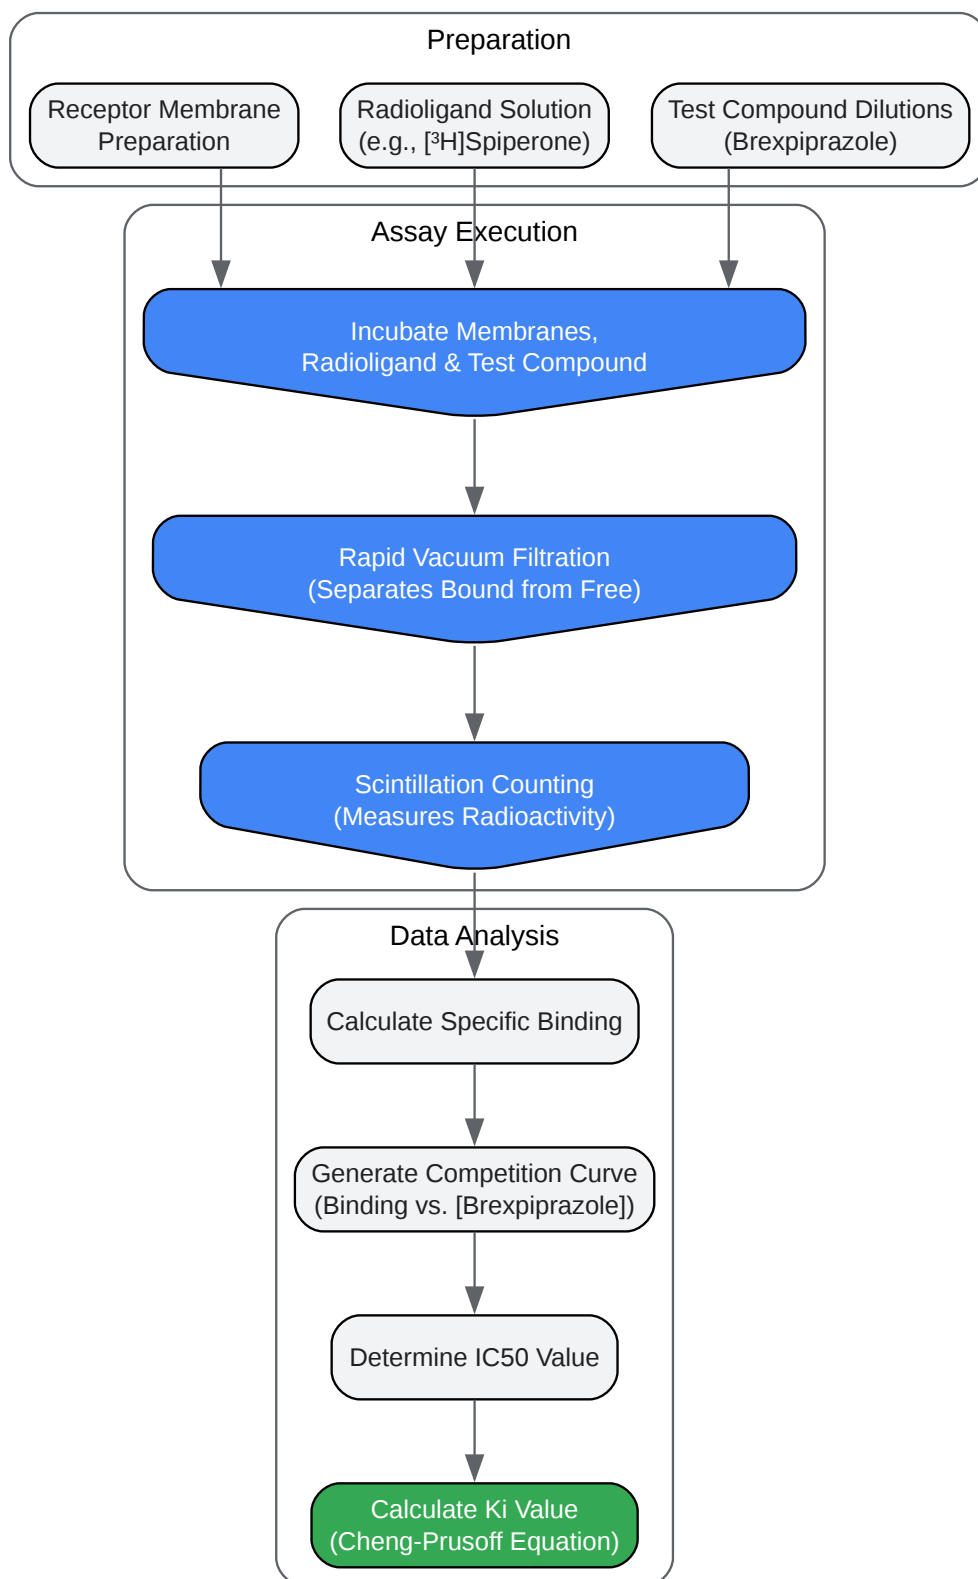 Preparation
Receptor Membrane
Preparation
Radioligand Solution
(e.g., [³H]Spiperone)
Test Compound Dilutions
(Brexpiprazole)
Assay Execution
Incubate Membranes,
Radioligand & Test Compound
Rapid Vacuum Filtration
(Separates Bound from Free)
Scintillation Counting
(Measures Radioactivity)
Data Analysis
Calculate Specific Binding
Generate Competition Curve
(Binding vs. [Brexpiprazole])
Determine IC50 Value
Calculate Ki Value
(Cheng-Prusoff Equation)